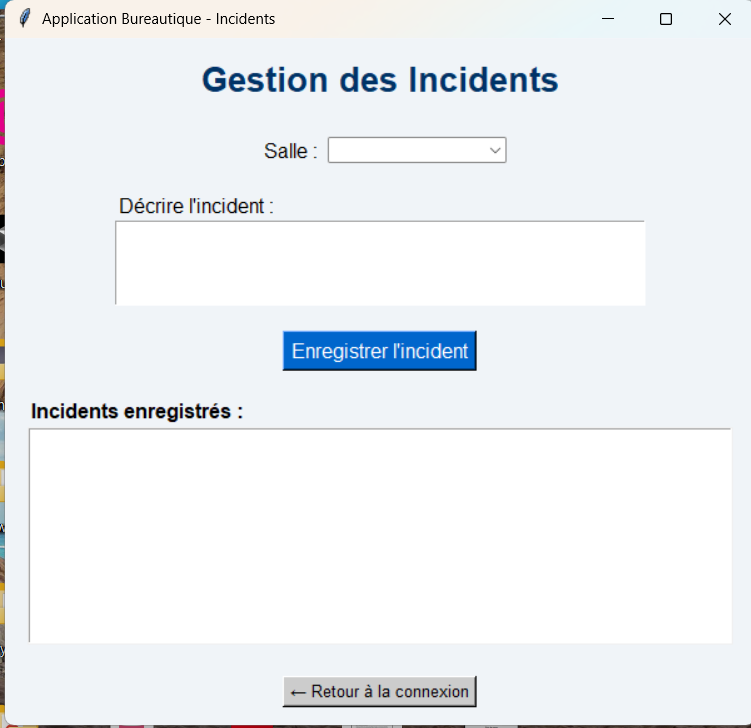 Application Bureautique - Incidents
Gestion des Incidents
Salle :
Décrire l'incident :
Enregistrer l'incident
Incidents enregistrés :
← Retour à la connexion